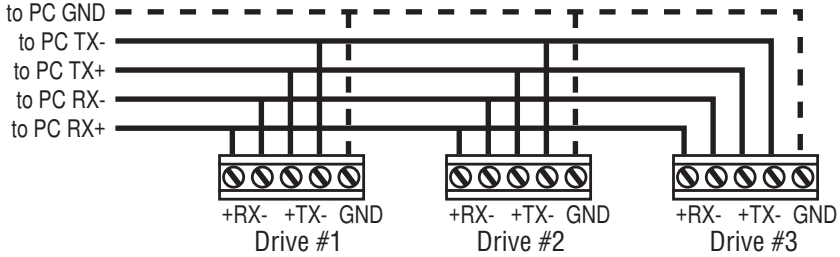 to PC GND
to PC TX-
to PC TX+
to PC RX-
to PC RX+
+RX- +TX- GND +RX- +TX- GND +RX- +TX- GND
Drive #1 Drive #2 Drive #3